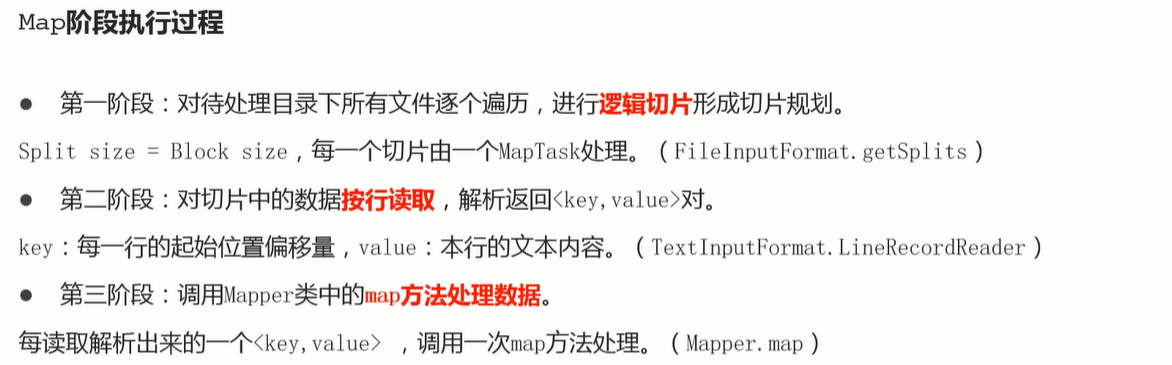 Map阶段执行过程
● 第一阶段：对待处理目录下所有文件逐个遍历，进行逻辑切片形成切片规划。
Split size = Block size，每一个切片由一个MapTask处理。（FileInputFormat.getSplits）
● 第二阶段：对切片中的数据按行读取，解析返回<key,value>对。
key：每一行的起始位置偏移量，value：本行的文本内容。（TextInputFormat.LineRecordReader）
● 第三阶段：调用Mapper类中的map方法处理数据。
每读取解析出来的一个<key,value> ，调用一次map方法处理。（Mapper.map）